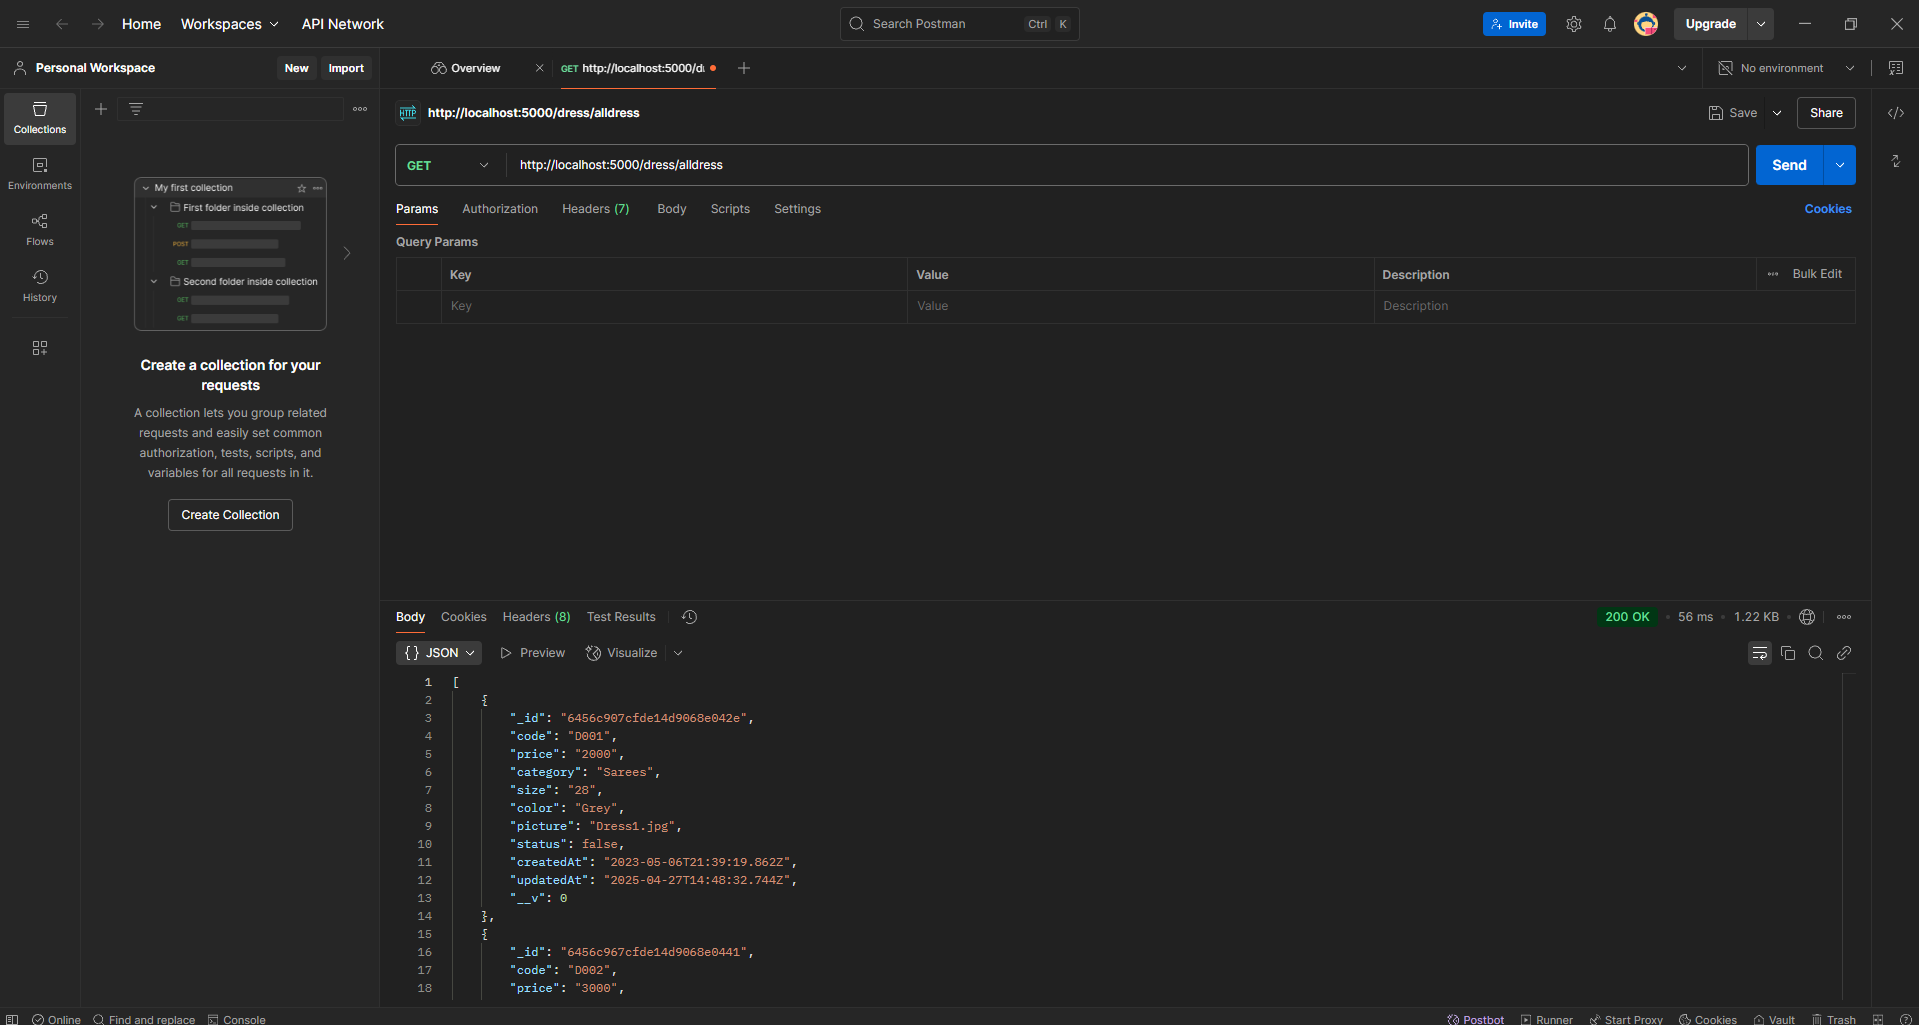 Home Workspaces API Network Search Postman Ctrl K Invite Upgrade
Personal Workspace New Import Overview GET http://localhost:5000/d No environment
http://localhost:5000/dress/alldress Save Share
GET http://localhost:5000/dress/alldress Send
Params Authorization Headers (7) Body Scripts Settings Cookies
Query Params
Key Value Description Bulk Edit
Key Value Description
Collections
Environments
Flows
History
My first collection
First folder inside collection
GET
POST
GET
Second folder inside collection
GET
GET
Create a collection for your
requests
A collection lets you group related
requests and easily set common
authorization, tests, scripts, and
variables for all requests in it.
Create Collection
Body Cookies Headers (8) Test Results 200 OK • 56 ms • 1.22 KB •
{} JSON Preview Visualize
1 [
2 {
3 "_id": "6456c907cfde14d9068e042e",
4 "code": "D001",
5 "price": "2000",
6 "category": "Sarees",
7 "size": "28",
8 "color": "Grey",
9 "picture": "Dress1.jpg",
10 "status": false,
11 "createdAt": "2023-05-06T21:39:19.862Z",
12 "updatedAt": "2025-04-27T14:48:32.744Z",
13 "__v": 0
14 },
15 {
16 "_id": "6456c967cfde14d9068e0441",
17 "code": "D002",
18 "price": "3000",
Online Find and replace Console Postbot Runner Start Proxy Cookies Vault Trash